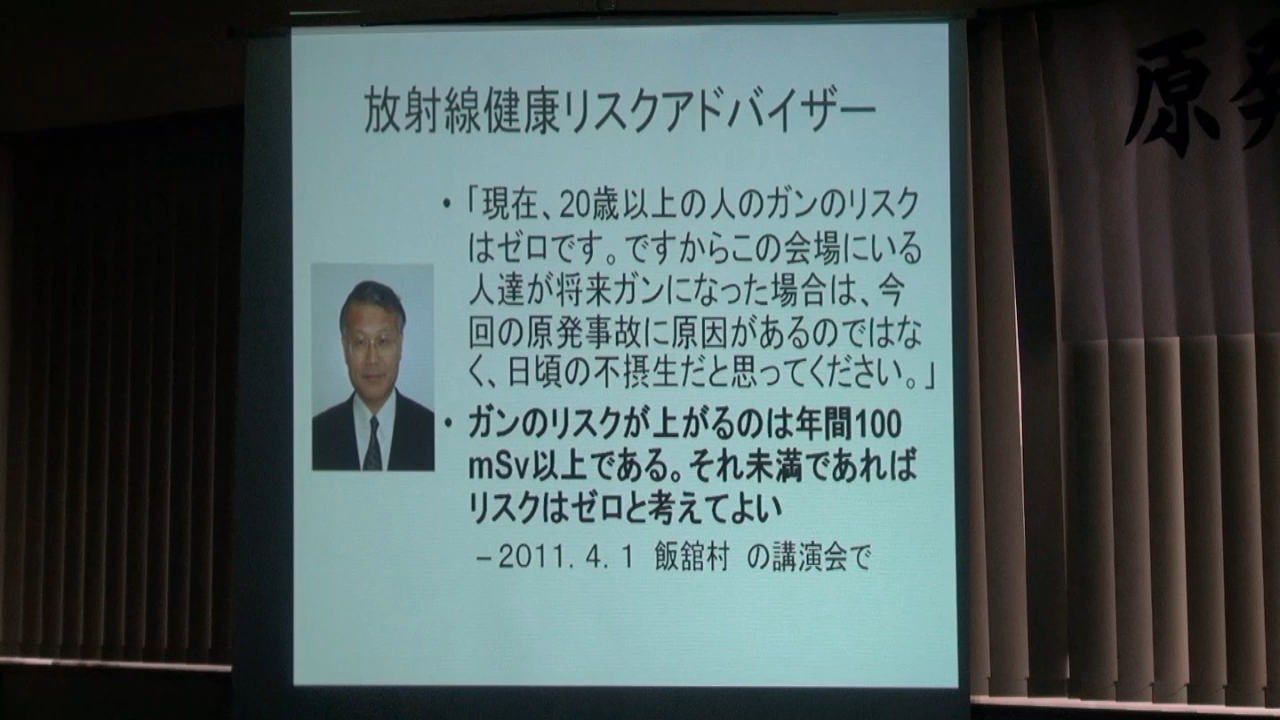 放射線健康リスクアドバイザー
•「現在、20歳以上の人のガンのリスク
はゼロです。ですからこの会場にいる
人達が将来ガンになった場合は、今
回の原発事故に原因があるのではな
く、日頃の不摂生だと思ってください。」
•ガンのリスクが上がるのは年間100
mSv以上である。それ未満であれば
リスクはゼロと考えてよい
–2011.4.1 飯舘村 の講演会で
原発